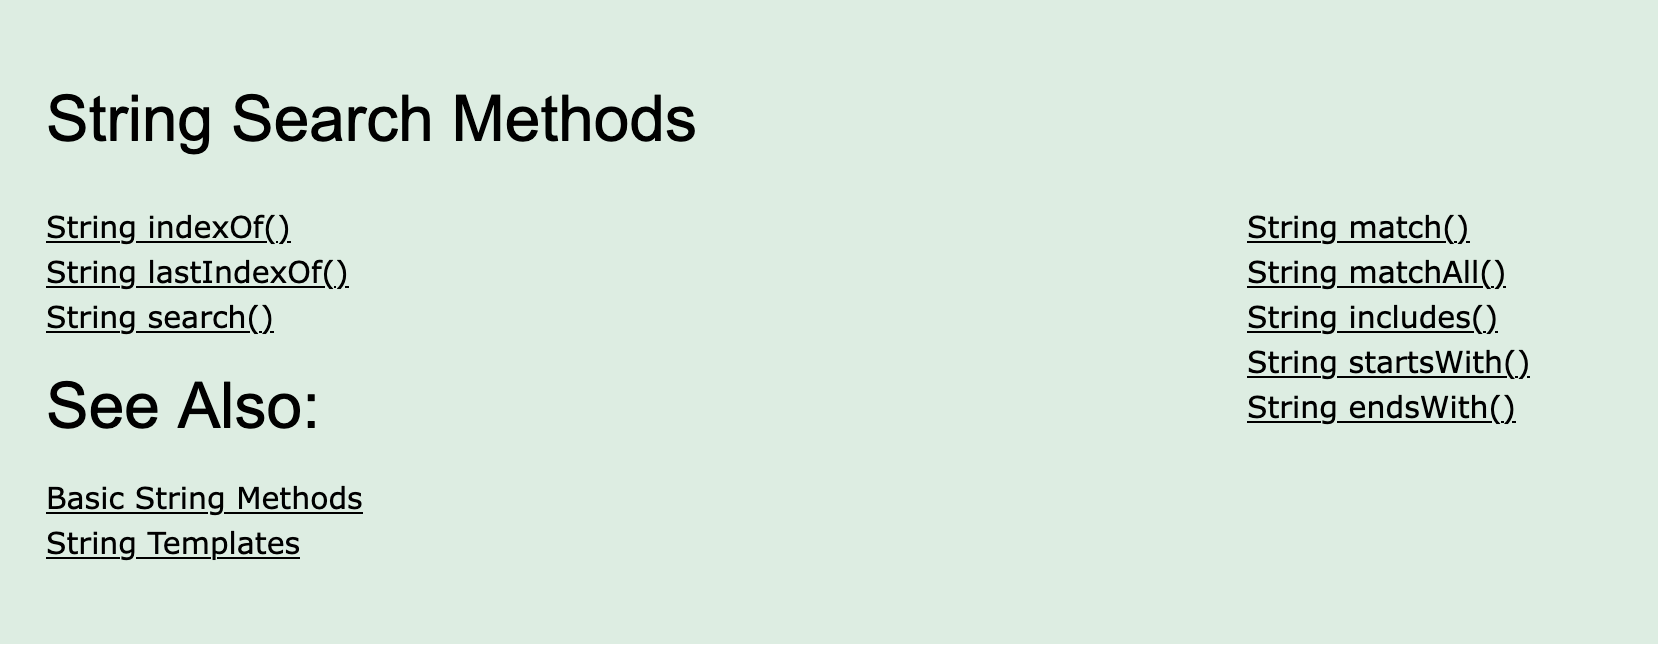 String Search Methods
String indexOf()
String lastIndexOf()
String search()
String match()
String matchAll()
String includes()
String startsWith()
String endsWith()
See Also:
Basic String Methods
String Templates